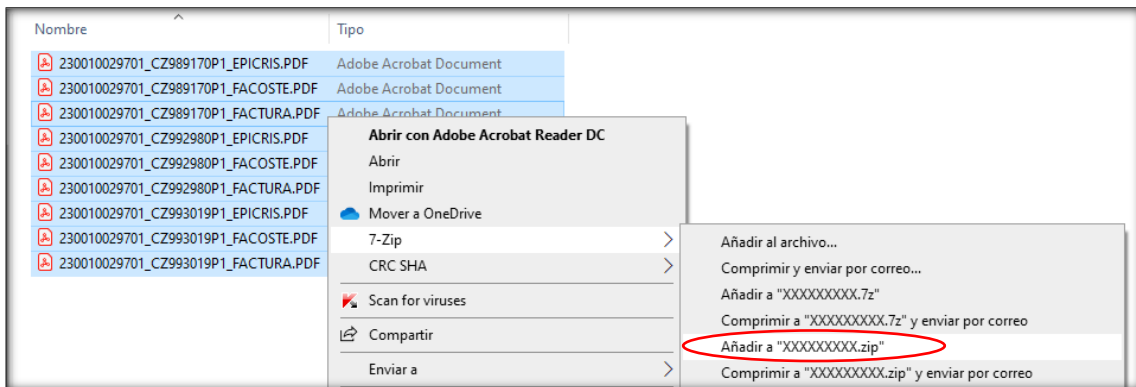 Nombre Tipo
230010029701_CZ989170P1_EPICRIS.PDF Adobe Acrobat Document
230010029701_CZ989170P1_FACOSTE.PDF Adobe Acrobat Document
230010029701_CZ989170P1_FACTURA.PDF Adobe Acrobat Document
230010029701_CZ992980P1_EPICRIS.PDF
230010029701_CZ992980P1_FACOSTE.PDF
230010029701_CZ992980P1_FACTURA.PDF
230010029701_CZ993019P1_EPICRIS.PDF
230010029701_CZ993019P1_FACOSTE.PDF
230010029701_CZ993019P1_FACTURA.PDF
Abrir con Adobe Acrobat Reader DC
Abrir
Imprimir
Mover a OneDrive
7-Zip
CRC SHA
Scan for viruses
Compartir
Enviar a
Añadir al archivo...
Comprimir y enviar por correo...
Añadir a "XXXXXXXXX.7z"
Comprimir a "XXXXXXXXX.7z" y enviar por correo
Añadir a "XXXXXXXXX.zip"
Comprimir a "XXXXXXXXX.zip" y enviar por correo